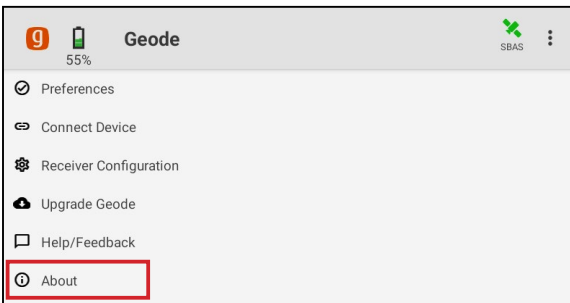 g
Geode
55%
SBAS
Preferences
Connect Device
Receiver Configuration
Upgrade Geode
Help/Feedback
About